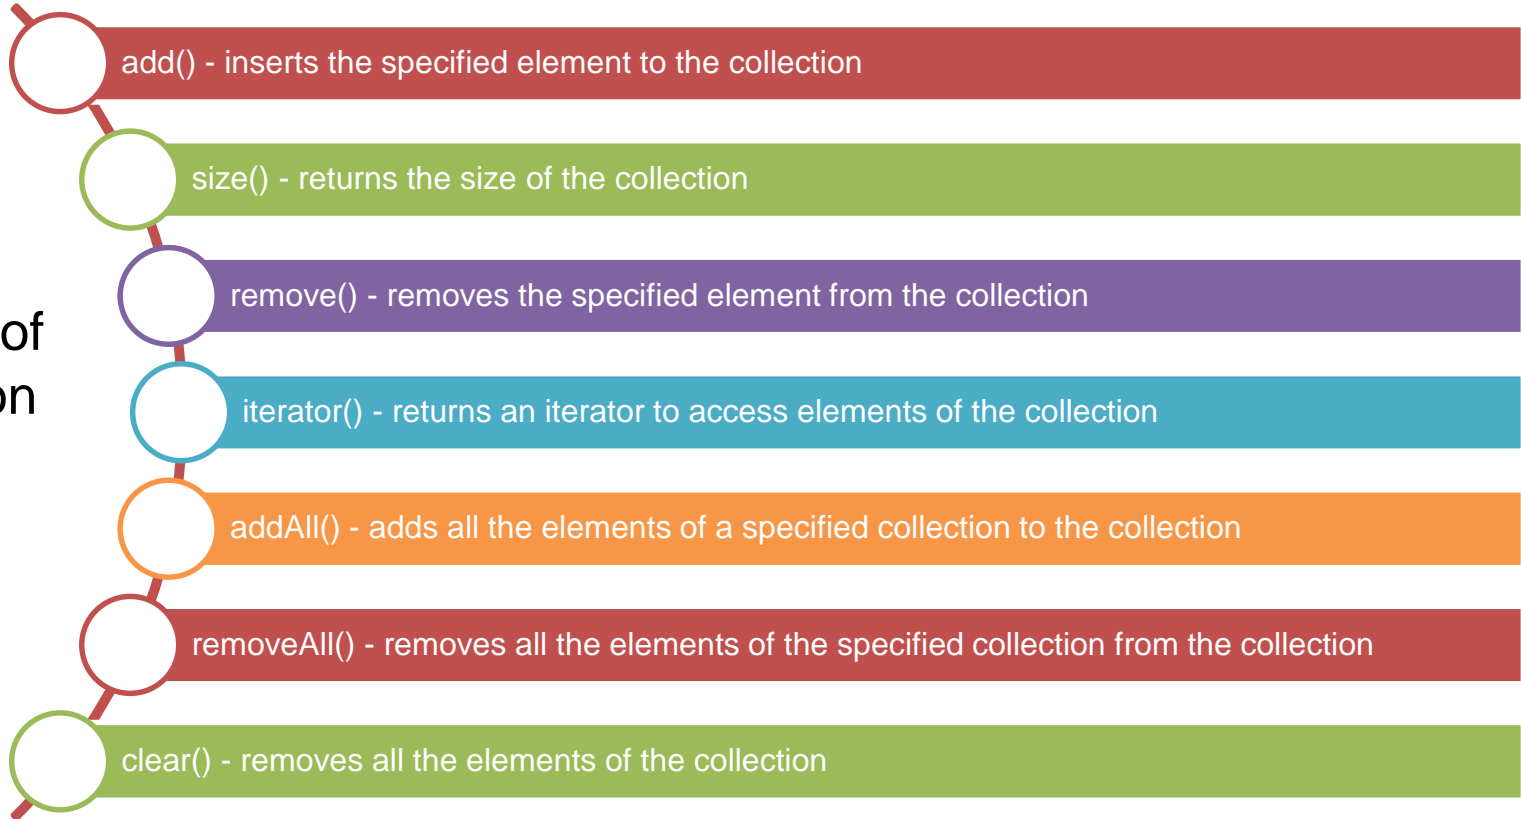 add() - inserts the specified element to the collection
size() - returns the size of the collection
remove() - removes the specified element from the collection
of
on
iterator() - returns an iterator to access elements of the collection
addAll() - adds all the elements of a specified collection to the collection
removeAll() - removes all the elements of the specified collection from the collection
clear() - removes all the elements of the collection